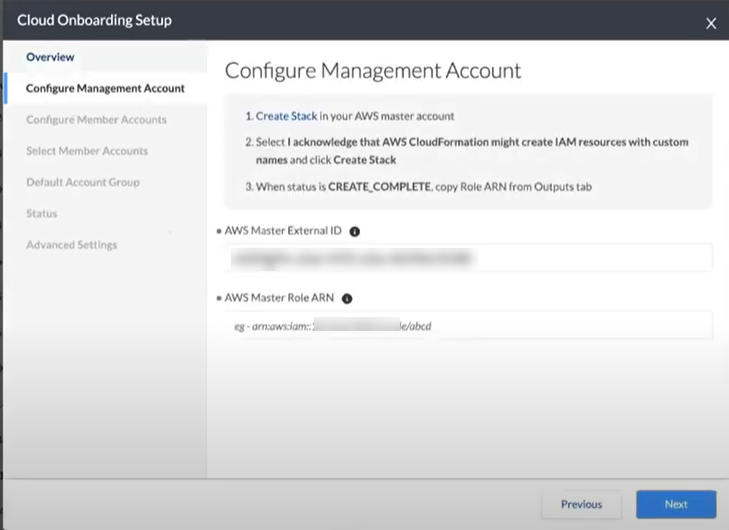 Cloud Onboarding Setup
X
Overview
Configure Management Account
Configure Member Accounts
Select Member Accounts
Default Account Group
Status
Advanced Settings
Configure Management Account
1. Create Stack in your AWS master account
2. Select I acknowledge that AWS CloudFormation might create IAM resources with custom
names and click Create Stack
3. When status is CREATE_COMPLETE, copy Role ARN from Outputs tab
AWS Master External ID
AWS Master Role ARN
eg - arn:aws:iam:: le/abcd
Previous
Next